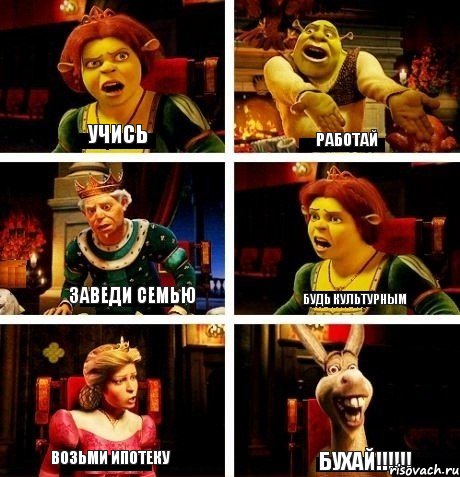 УЧИСЬ
РАБОТАЙ
ЗАВЕДИ СЕМЬЮ
БУДЬ КУЛЬТУРНЫМ
ВОЗЬМИ ИПОТЕКУ
БУХАЙ!!!!!!
risovach.ru